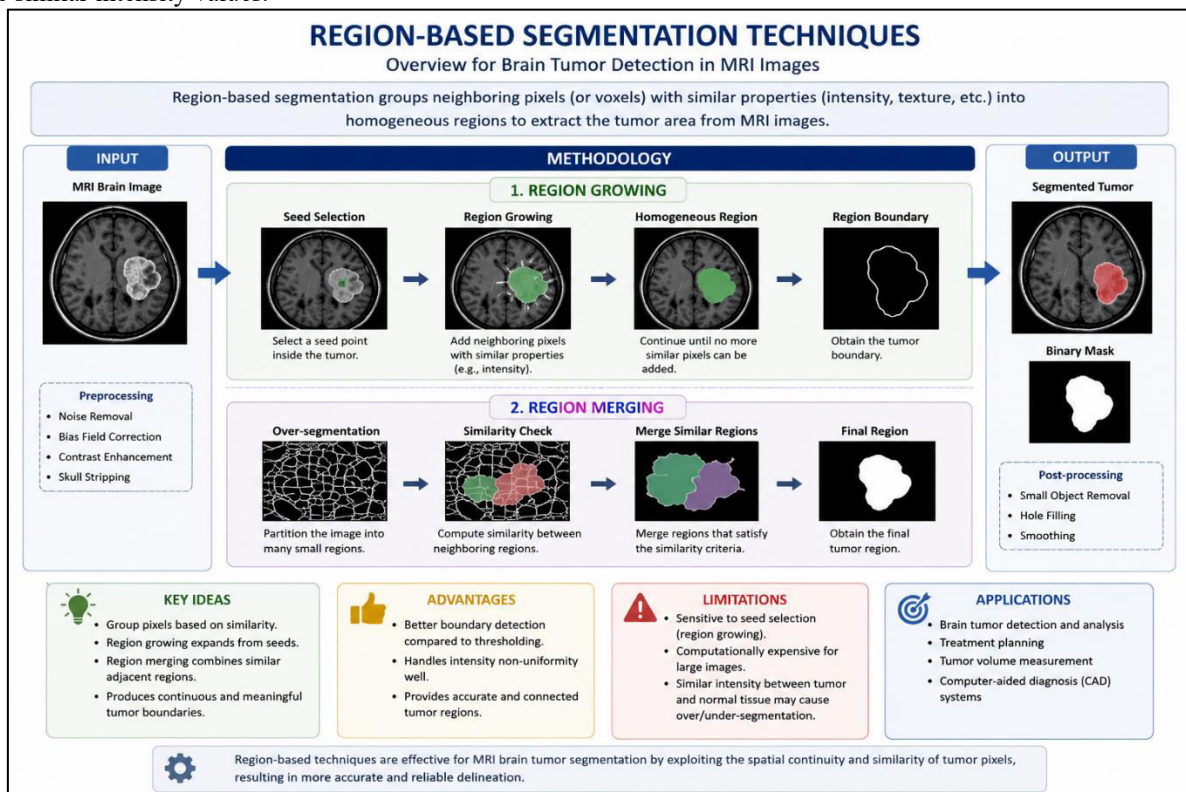 REGION-BASED SEGMENTATION TECHNIQUES
Overview for Brain Tumor Detection in MRI Images
Region-based segmentation groups neighboring pixels (or voxels) with similar properties (intensity, texture, etc.) into
homogeneous regions to extract the tumor area from MRI images.
INPUT
MRI Brain Image
Preprocessing
• Noise Removal
• Bias Field Correction
• Contrast Enhancement
• Skull Stripping
METHODOLOGY
1. REGION GROWING
Seed Selection
Select a seed point
inside the tumor.
Region Growing
Add neighboring pixels
with similar properties
(e.g., intensity).
Homogeneous Region
Continue until no more
similar pixels can be
added.
Region Boundary
Obtain the tumor
boundary.
2. REGION MERGING
Over-segmentation
Partition the image into
many small regions.
Similarity Check
Compute similarity between
neighboring regions.
Merge Similar Regions
Merge regions that satisfy
the similarity criteria.
Final Region
Obtain the final
tumor region.
OUTPUT
Segmented Tumor
Binary Mask
Post-processing
• Small Object Removal
• Hole Filling
• Smoothing
KEY IDEAS
• Group pixels based on similarity.
• Region growing expands from seeds.
• Region merging combines similar
adjacent regions.
• Produces continuous and meaningful
tumor boundaries.
ADVANTAGES
• Better boundary detection
compared to thresholding.
• Handles intensity non-uniformity
well.
• Provides accurate and connected
tumor regions.
LIMITATIONS
• Sensitive to seed selection
(region growing).
• Computationally expensive for
large images.
• Similar intensity between tumor
and normal tissue may cause
over/under-segmentation.
APPLICATIONS
• Brain tumor detection and analysis
• Treatment planning
• Tumor volume measurement
• Computer-aided diagnosis (CAD)
systems
Region-based techniques are effective for MRI brain tumor segmentation by exploiting the spatial continuity and similarity of tumor pixels,
resulting in more accurate and reliable delineation.